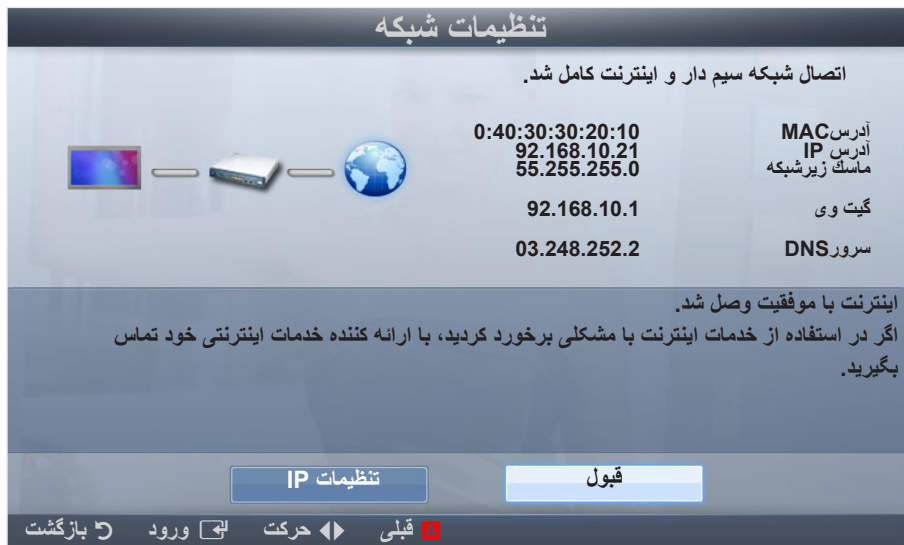 تنظیمات شبکه
اتصال شبکه سیم دار و اینترنت کامل شد.
آدرسMAC 0:40:30:30:20:10
آدرس IP 92.168.10.21
ماسك زیرشبکه 55.255.255.0
گیت وی 92.168.10.1
سرورDNS 03.248.252.2
اینترنت با موفقیت وصل شد.
اگر در استفاده از خدمات اینترنت با مشکلی برخورد کردید، با ارائه کننده خدمات اینترنتی خود تماس
بگیرید.
قبول تنظیمات IP
A قبلی حرکت ورود بازگشت